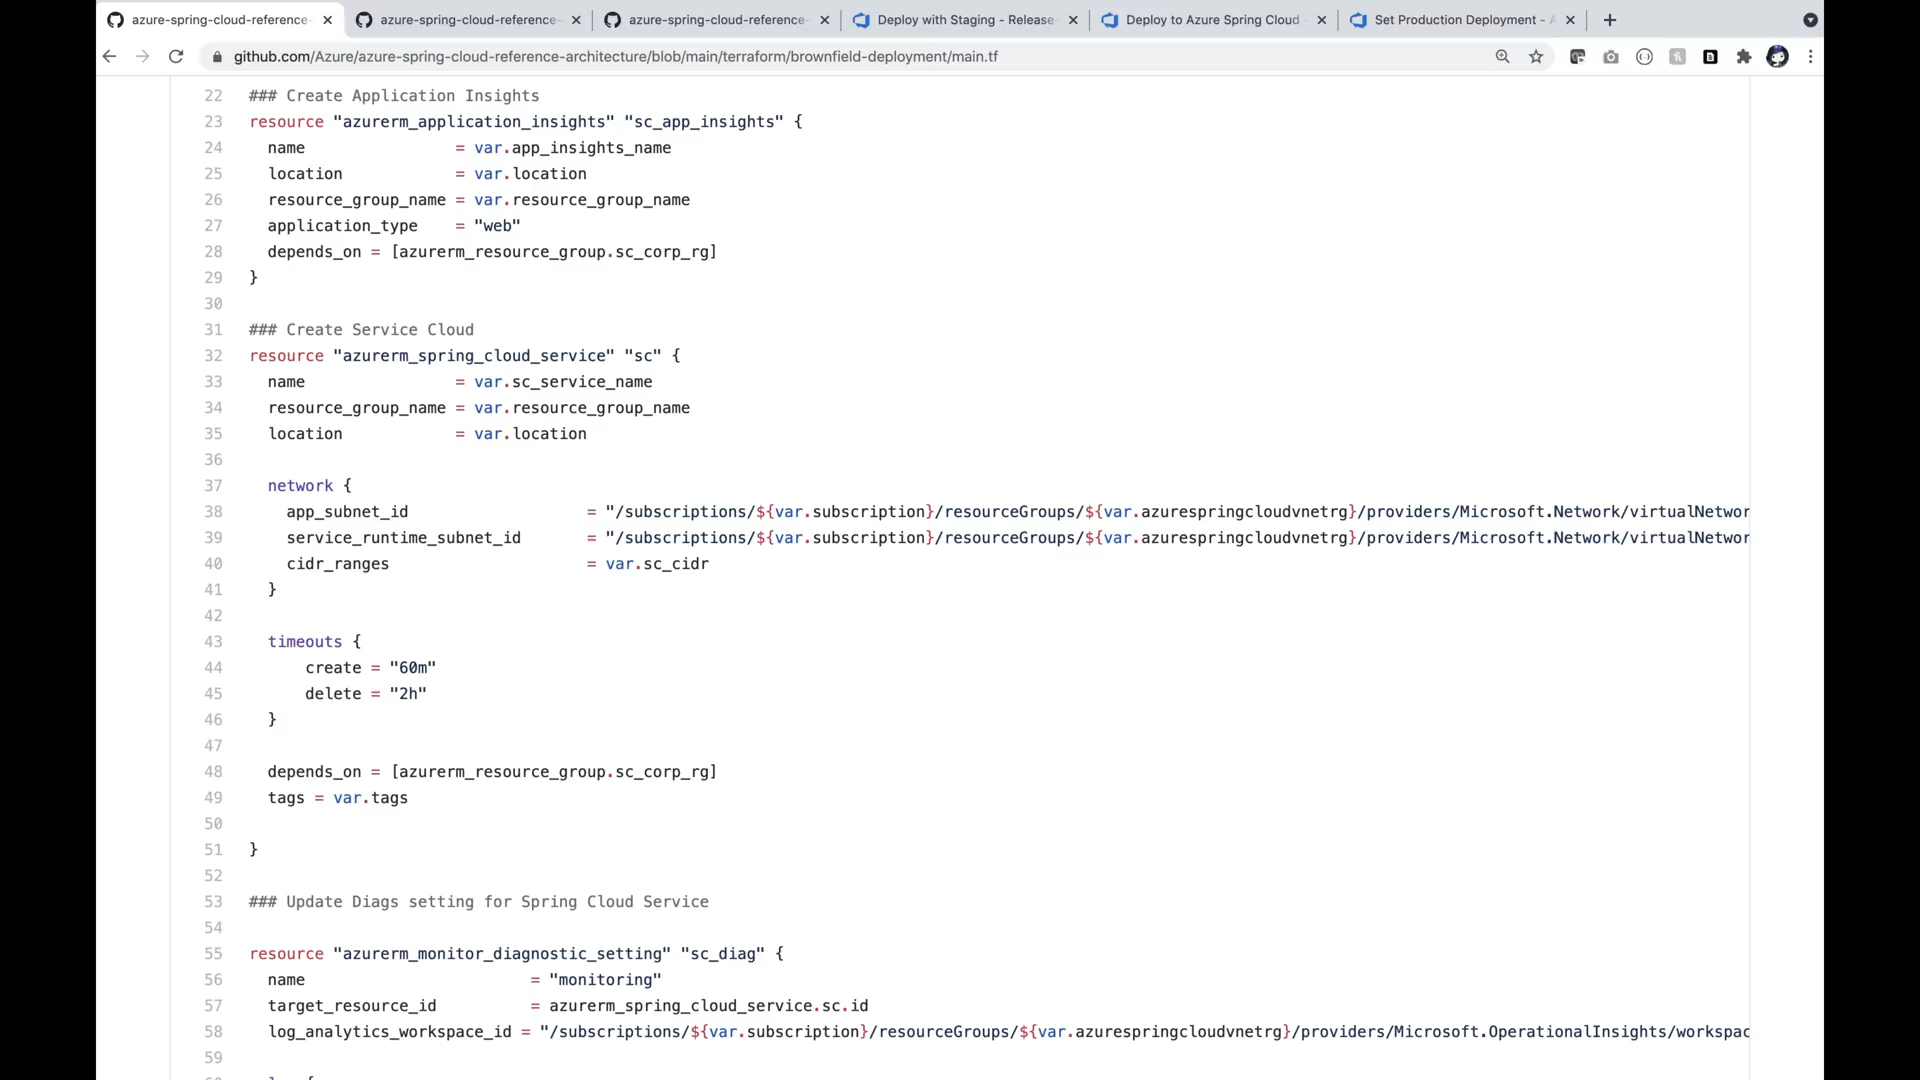 azure-spring-cloud-reference-
azure-spring-cloud-reference-
azure-spring-cloud-reference-
Deploy with Staging - Release-
Deploy to Azure Spring Cloud -
Set Production Deployment - A
github.com/Azure/azure-spring-cloud-reference-architecture/blob/main/terraform/brownfield-deployment/main.tf
22 ### Create Application Insights
23 resource "azurerm_application_insights" "sc_app_insights" {
24 name = var.app_insights_name
25 location = var.location
26 resource_group_name = var.resource_group_name
27 application_type = "web"
28 depends_on = [azurerm_resource_group.sc_corp_rg]
29 }
30
31 ### Create Service Cloud
32 resource "azurerm_spring_cloud_service" "sc" {
33 name = var.sc_service_name
34 resource_group_name = var.resource_group_name
35 location = var.location
36
37 network {
38 app_subnet_id = "/subscriptions/${var.subscription}/resourceGroups/${var.azurespringcloudvnetrg}/providers/Microsoft.Network/virtualNetwor
39 service_runtime_subnet_id = "/subscriptions/${var.subscription}/resourceGroups/${var.azurespringcloudvnetrg}/providers/Microsoft.Network/virtualNetwor
40 cidr_ranges = var.sc_cidr
41 }
42
43 timeouts {
44 create = "60m"
45 delete = "2h"
46 }
47
48 depends_on = [azurerm_resource_group.sc_corp_rg]
49 tags = var.tags
50
51 }
52
53 ### Update Diags setting for Spring Cloud Service
54
55 resource "azurerm_monitor_diagnostic_setting" "sc_diag" {
56 name = "monitoring"
57 target_resource_id = azurerm_spring_cloud_service.sc.id
58 log_analytics_workspace_id = "/subscriptions/${var.subscription}/resourceGroups/${var.azurespringcloudvnetrg}/providers/Microsoft.OperationalInsights/workspac
59